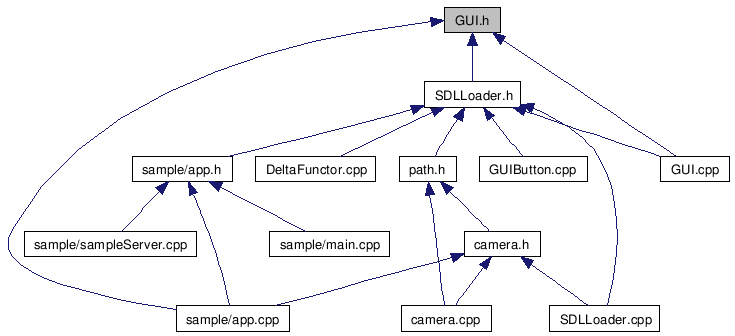 GUI.h
SDLLoader.h
sample/app.h
DeltaFunctor.cpp
path.h
GUIButton.cpp
GUI.cpp
sample/sampleServer.cpp
sample/main.cpp
camera.h
sample/app.cpp
camera.cpp
SDLLoader.cpp